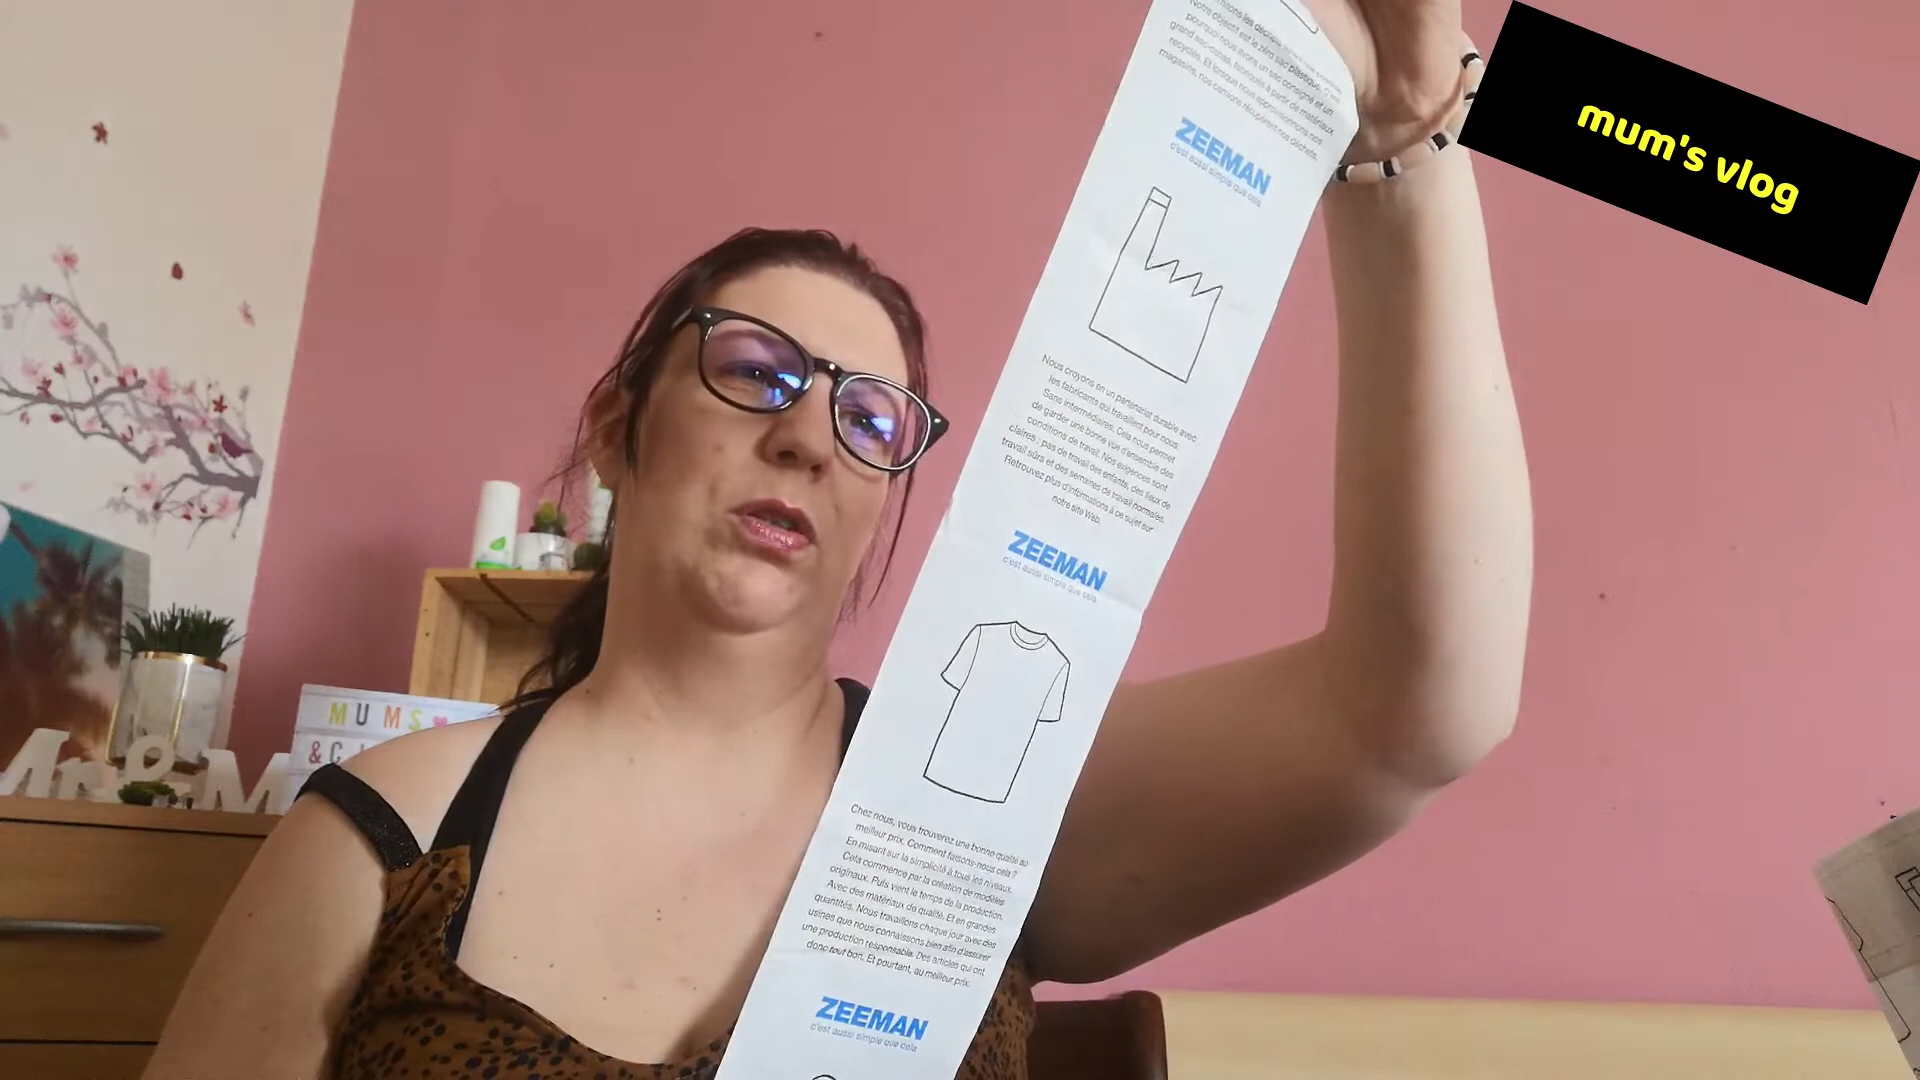 Notre objectif est le zéro sac plastique. C'est
pourquoi nous avons un sac consigné et un
grand sac-cabas, fabriqués à partir de matériaux
recyclés. Et lorsque nous approvisionnons nos
magasins, nos camions récupèrent nos déchets.
ZEEMAN
c'est aussi simple que cela
mum's vlog
Nous croyons en un partenariat durable avec
les fabricants qui travaillent pour nous.
Sans intermédiaires. Cela nous permet
de garder une bonne vue d'ensemble des
conditions de travail. Nos exigences sont
claires : pas de travail des enfants, des lieux de
travail sûrs et des semaines de travail normales.
Retrouvez plus d'informations à ce sujet sur
notre site Web.
ZEEMAN
c'est aussi simple que cela
MUMS
& C
Mr & M
Chez nous, vous trouverez une bonne qualité au
meilleur prix. Comment faisons-nous cela ?
En misant sur la simplicité à tous les niveaux.
Cela commence par la création de modèles
originaux. Puis vient le temps de la production.
Avec des matériaux de qualité. Et en grandes
quantités. Nous travaillons chaque jour avec des
usines que nous connaissons bien afin d'assurer
une production responsable. Des articles qui ont
donc tout bon. Et pourtant, au meilleur prix.
ZEEMAN
c'est aussi simple que cela